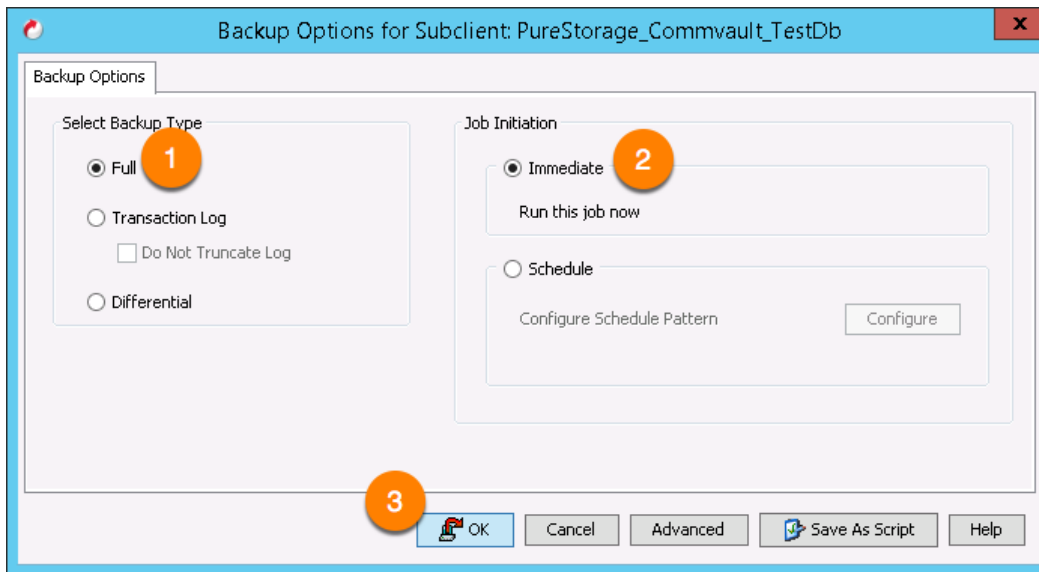 Backup Options for Subclient: PureStorage_Commvault_TestDb
X
Backup Options
Select Backup Type
Full
1
Transaction Log
Do Not Truncate Log
Differential
Job Initiation
Immediate
2
Run this job now
Schedule
Configure Schedule Pattern
Configure
3
OK
Cancel
Advanced
Save As Script
Help